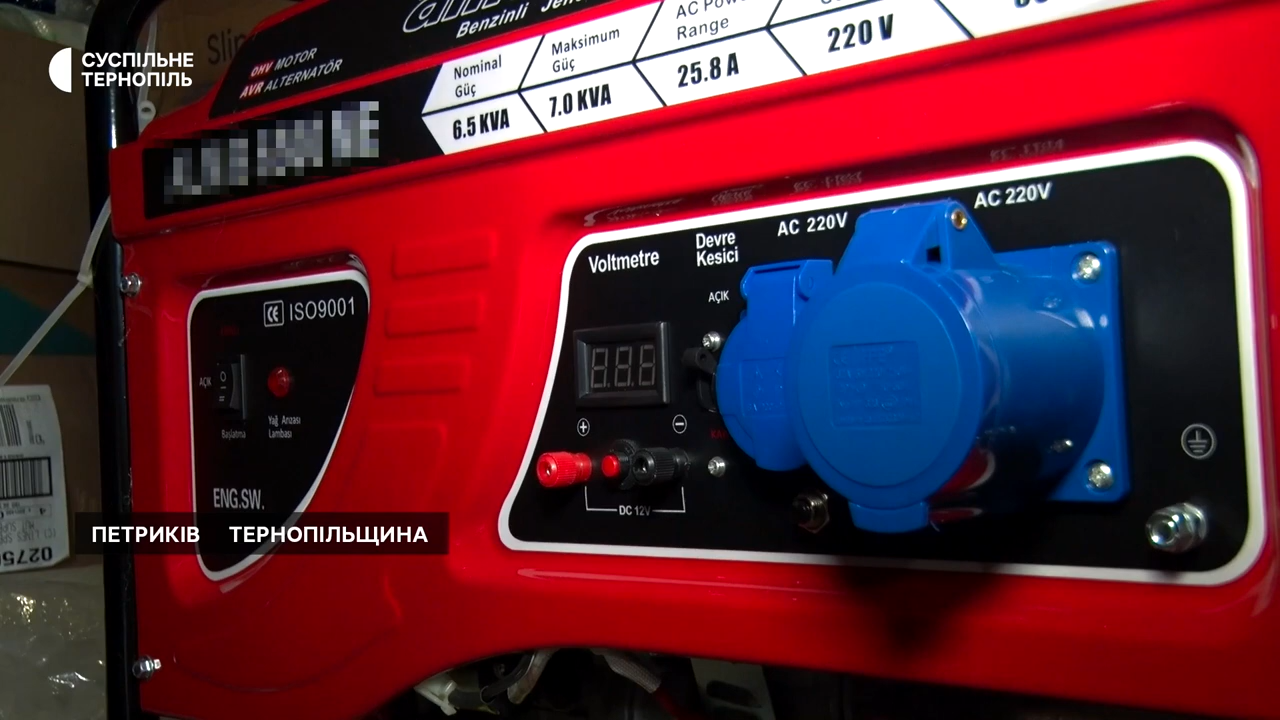 СУСПІЛЬНЕ
ТЕРНОПІЛЬ
Benzinli
OHV MOTOR
AVR ALTERNATÖR
Nominal
Güç
Maksimum
Güç
Range
6.5 KVA
7.0 KVA
25.8 A
220 V
Voltmetre
Devre
Kesici
AC 220V
AC 220V
AÇIK
CE ISO9001
AÇIK
Başlatma
Yağ Arızası
Lambası
ENG.SW.
DC 12V
ПЕТРИКІВ ТЕРНОПІЛЬЩИНА